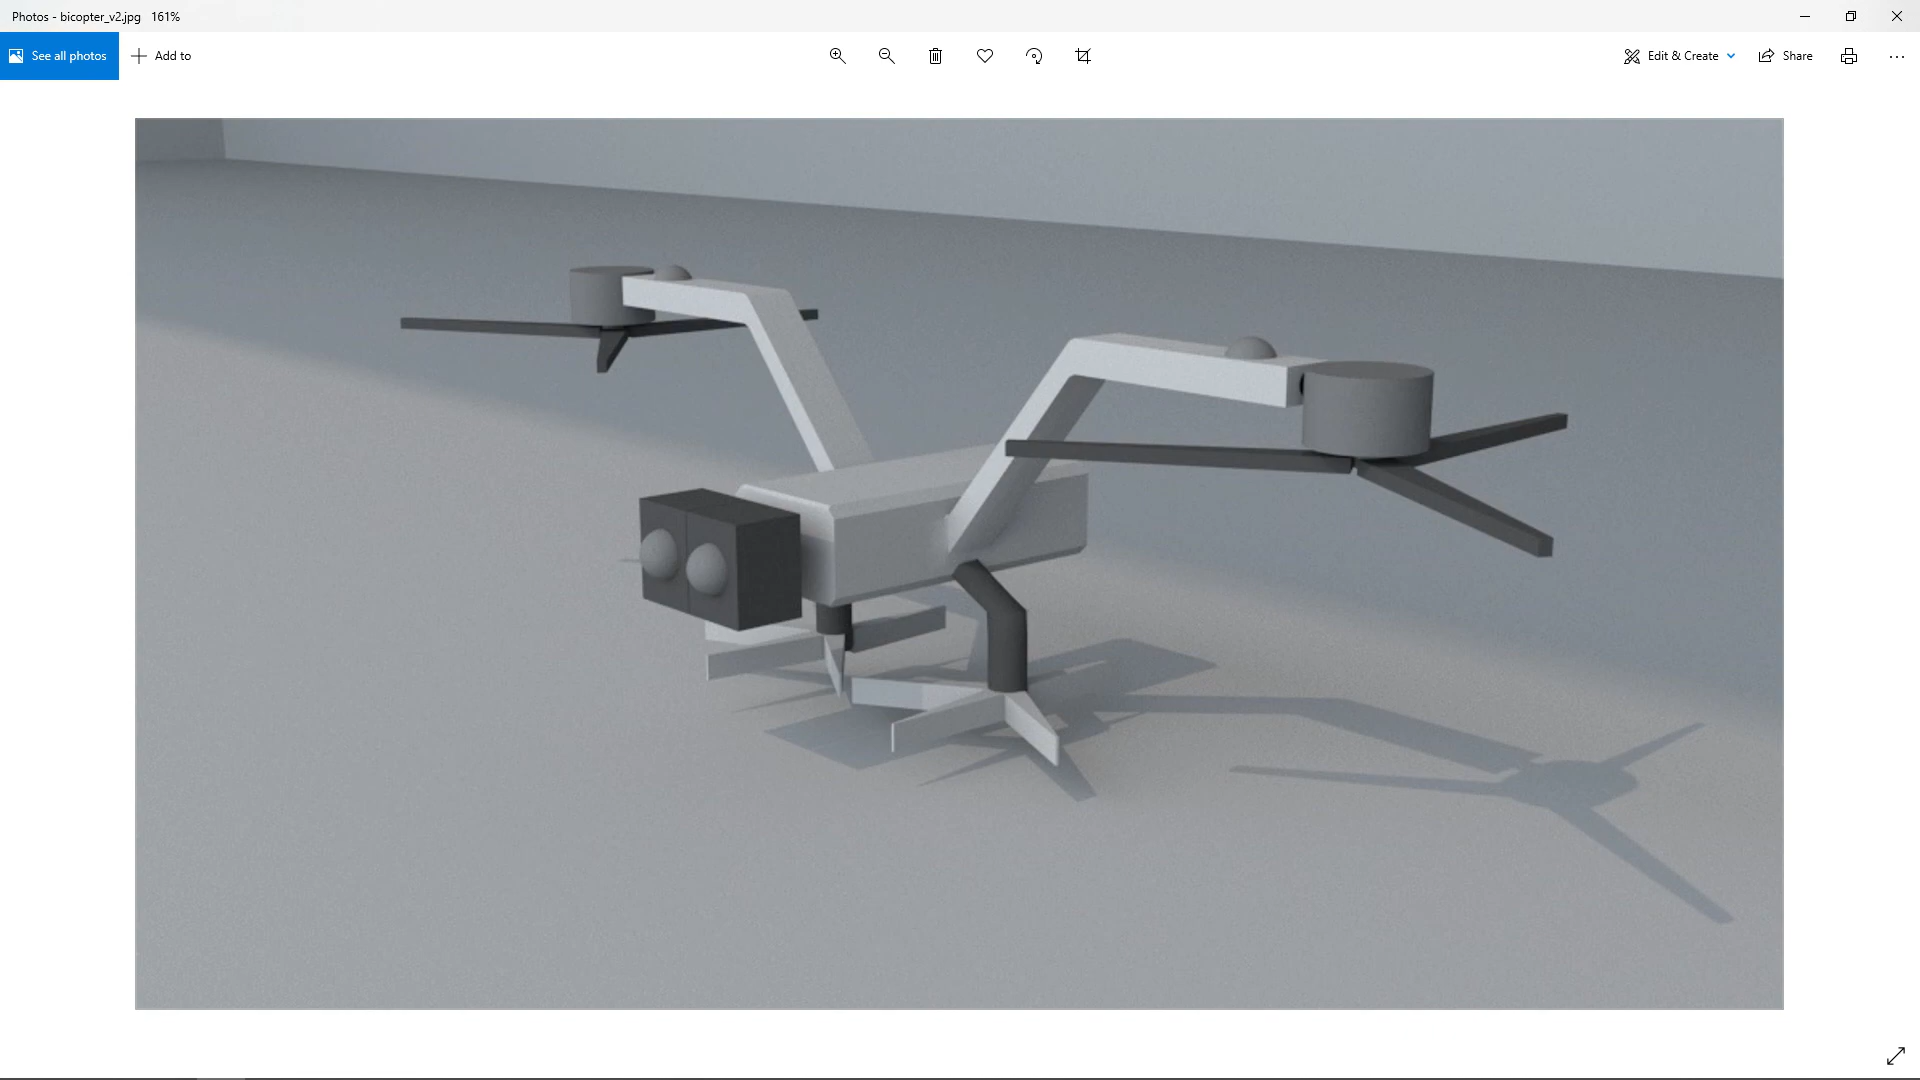 Photos - bicopter_v2.jpg   161%
See all photos
Add to
Edit & Create
Share